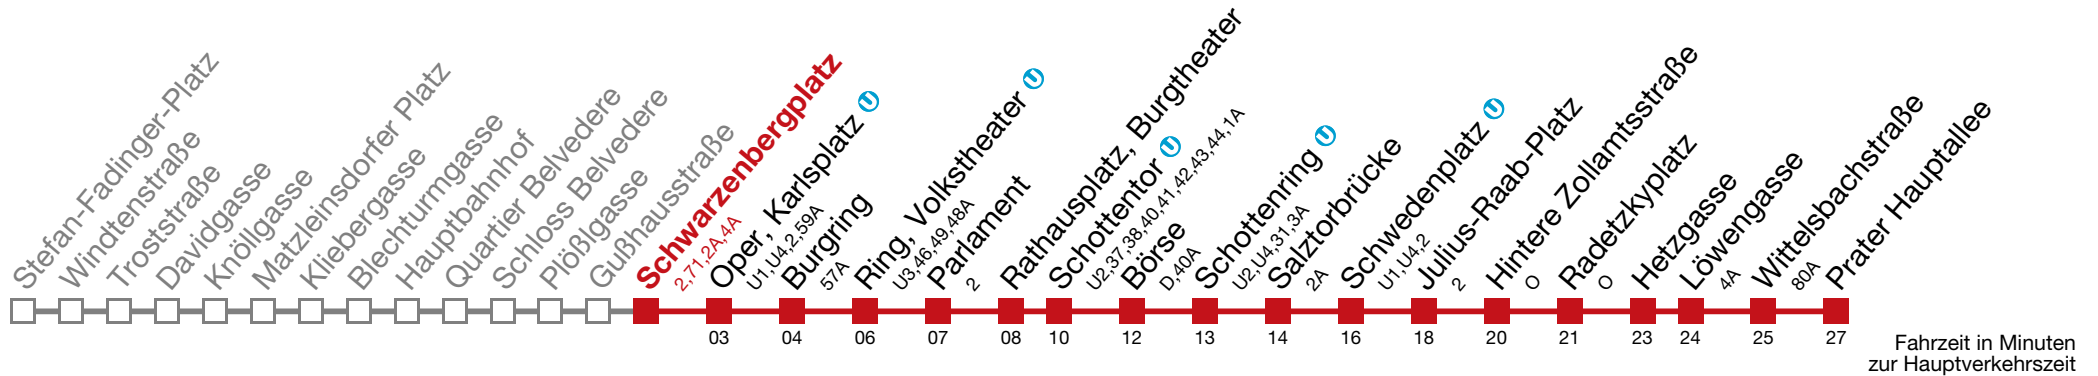 Stefan-Fadinger-Platz
Windtenstraße
Troststraße
Davidgasse
Knöllgasse
Matzleinsdorfer Platz
Kliebergasse
Blechturmgasse
Hauptbahnhof
Quartier Belvedere
Schloss Belvedere
Plößlgasse
Gußhausstraße
Schwarzenbergplatz
2,71,2A,4A
Oper, Karlsplatz U
U1,U4,2,59A
Burgring
57A
Ring, Volkstheater U
U3,46,49,48A
Parlament
2
Rathausplatz, Burgtheater
Schottentor U
U2,37,38,40,41,42,43,44,1A
Börse
D,40A
Schottenring U
U2,U4,31,3A
Salztorbrücke
2A
Schwedenplatz U
U1,U4,2
Julius-Raab-Platz
2
Hintere Zollamtsstraße
O
Radetzkyplatz
O
Hetzgasse
Löwengasse
4A
Wittelsbachstraße
80A
Prater Hauptallee
03 04 06 07 08 10 12 13 14 16 18 20 21 23 24 25 27
Fahrzeit in Minuten
zur Hauptverkehrszeit